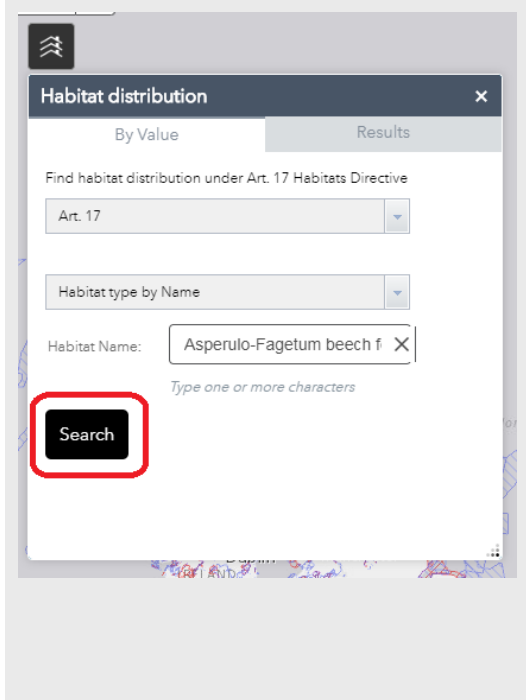 Habitat distribution
By Value
Results
Find habitat distribution under Art. 17 Habitats Directive
Art. 17
Habitat type by Name
Habitat Name:
Asperulo-Fagetum beech f
Type one or more characters
Search
IRELAND